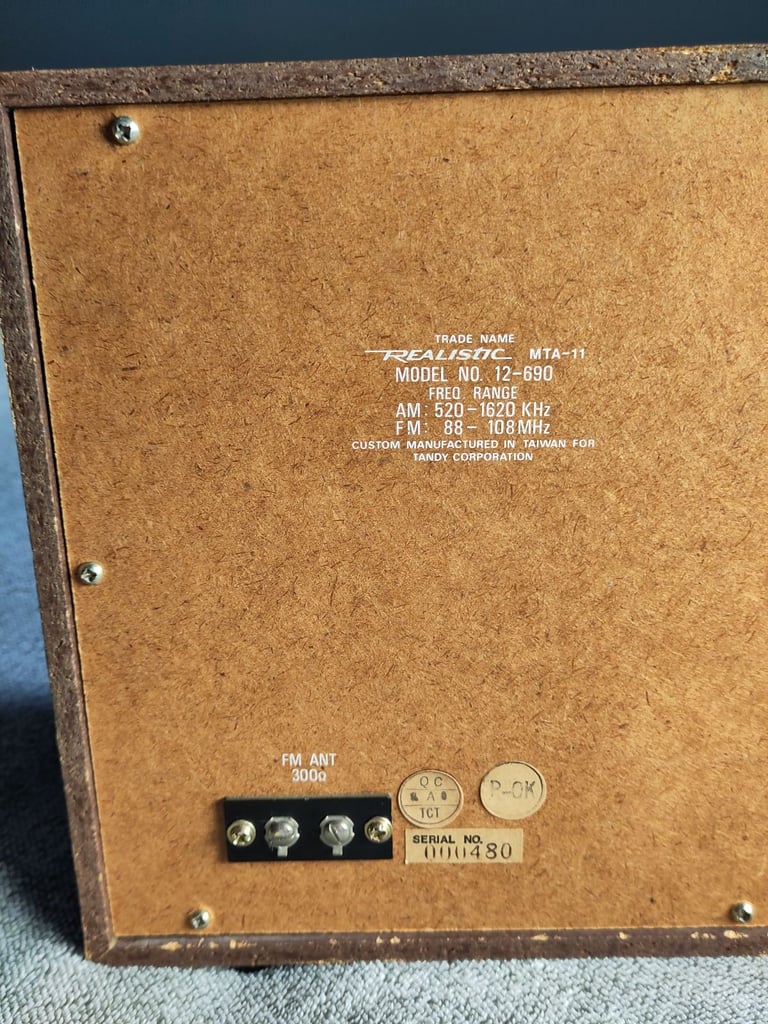 TRADE NAME
REALISTIC MTA-11
MODEL NO. 12-690
FREQ. RANGE
AM: 520-1620 KHz
FM: 88- 108MHz
CUSTOM MANUFACTURED IN TAIWAN FOR
TANDY CORPORATION
FM ANT
300Ω
QC
A
TCT
P-OK
SERIAL NO.
000480